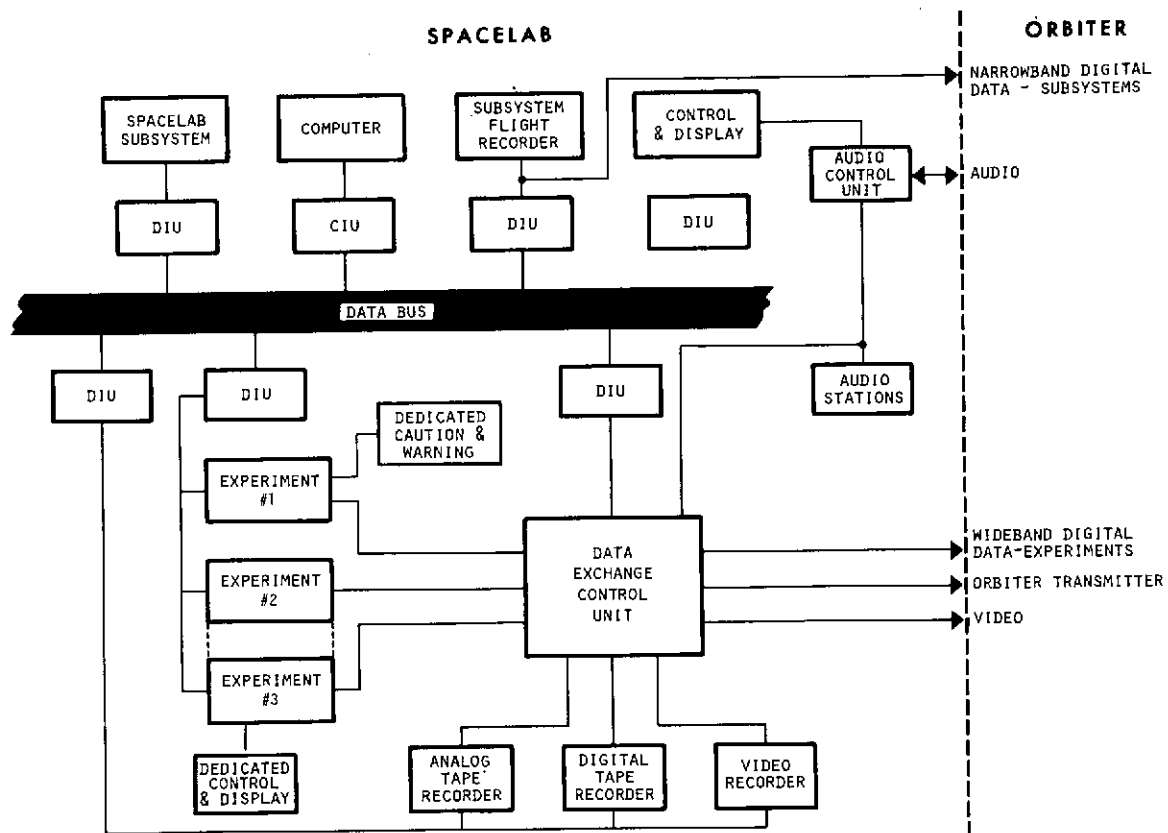 SPACELAB
ORBITER
NARROWBAND DIGITAL
DATA - SUBSYSTEMS
SPACELAB
SUBSYSTEM
COMPUTER
SUBSYSTEM
FLIGHT
RECORDER
CONTROL
& DISPLAY
AUDIO
CONTROL
UNIT
AUDIO
DIU
CIU
DIU
DIU
DATA BUS
DIU
DIU
DIU
AUDIO
STATIONS
DEDICATED
CAUTION &
WARNING
EXPERIMENT
#1
DATA
EXCHANGE
CONTROL
UNIT
WIDEBAND DIGITAL
DATA-EXPERIMENTS
EXPERIMENT
#2
ORBITER TRANSMITTER
VIDEO
EXPERIMENT
#3
DEDICATED
CONTROL
& DISPLAY
ANALOG
TAPE
RECORDER
DIGITAL
TAPE
RECORDER
VIDEO
RECORDER